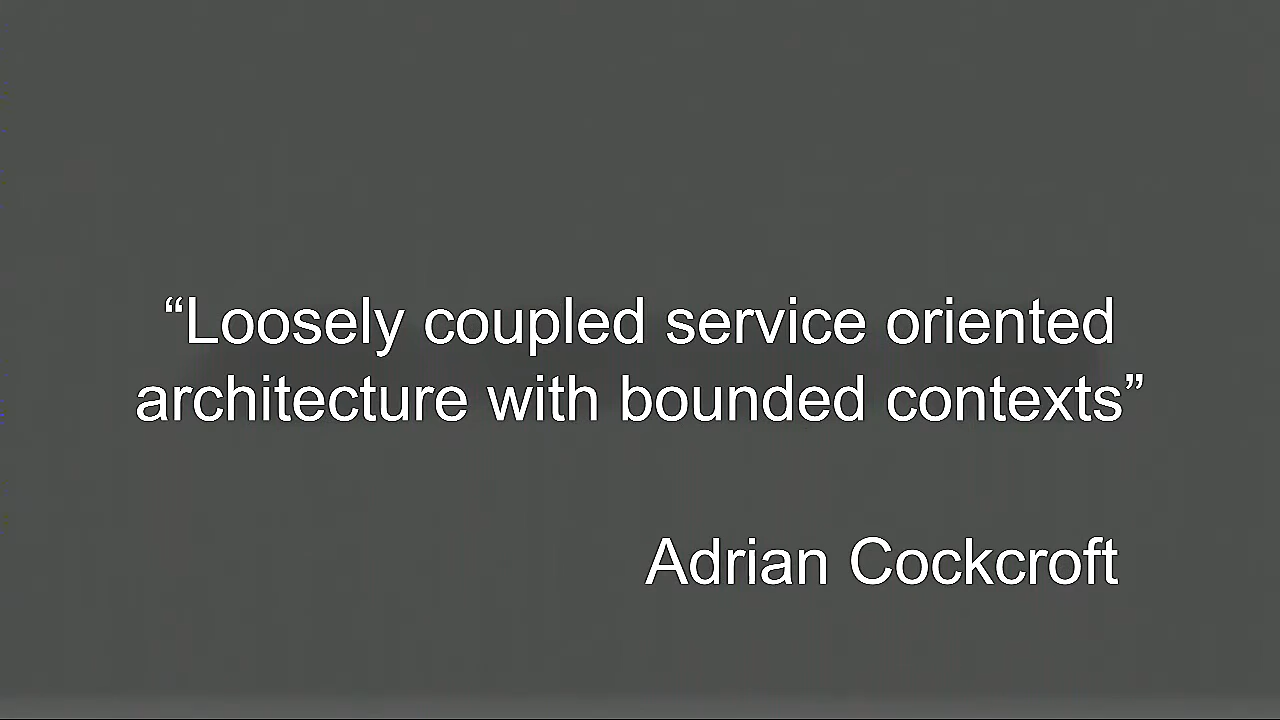 “Loosely coupled service oriented
architecture with bounded contexts”
Adrian Cockcroft